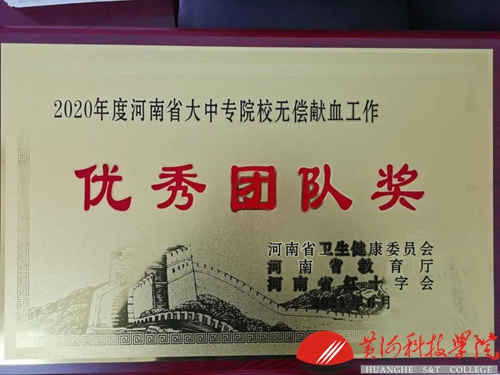 2020年度河南省大中专院校无偿献血工作
优秀团队奖
河南省卫生健康委员会
河南省教育厅
河南省红十字会
黄河科技学院
HUANGHE S&T COLLEGE